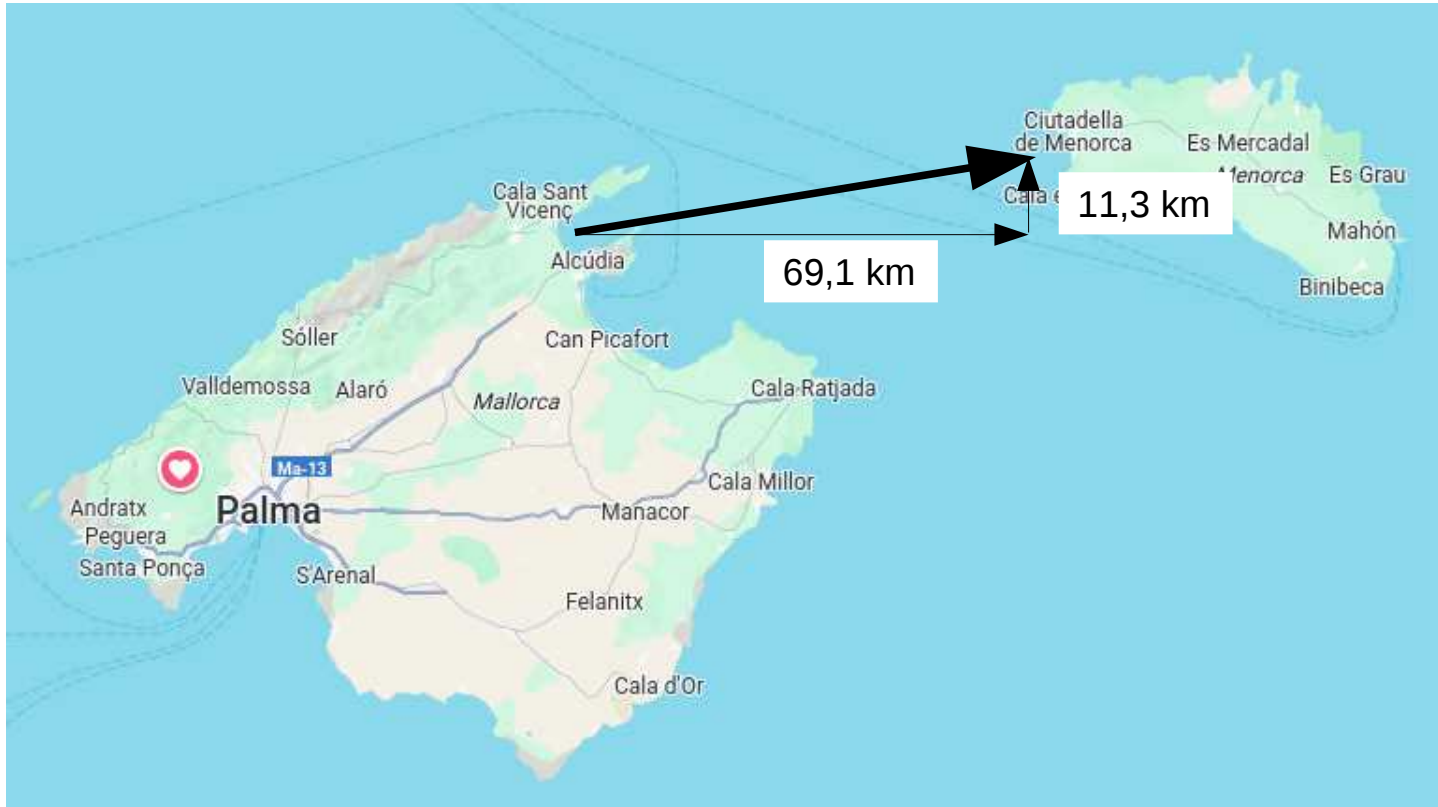 Ciutadella
de Menorca
Es Mercadal
Menorca
Es Grau
Cala Sant
Vicenç
Cala
11,3 km
Mahón
Alcúdia
69,1 km
Binibeca
Sóller
Can Picafort
Valldemossa
Alaró
Mallorca
Cala Ratjada
Ma-13
Cala Millor
Andratx
Palma
Manacor
Peguera
Santa Ponça
S'Arenal
Felanitx
Cala d'Or